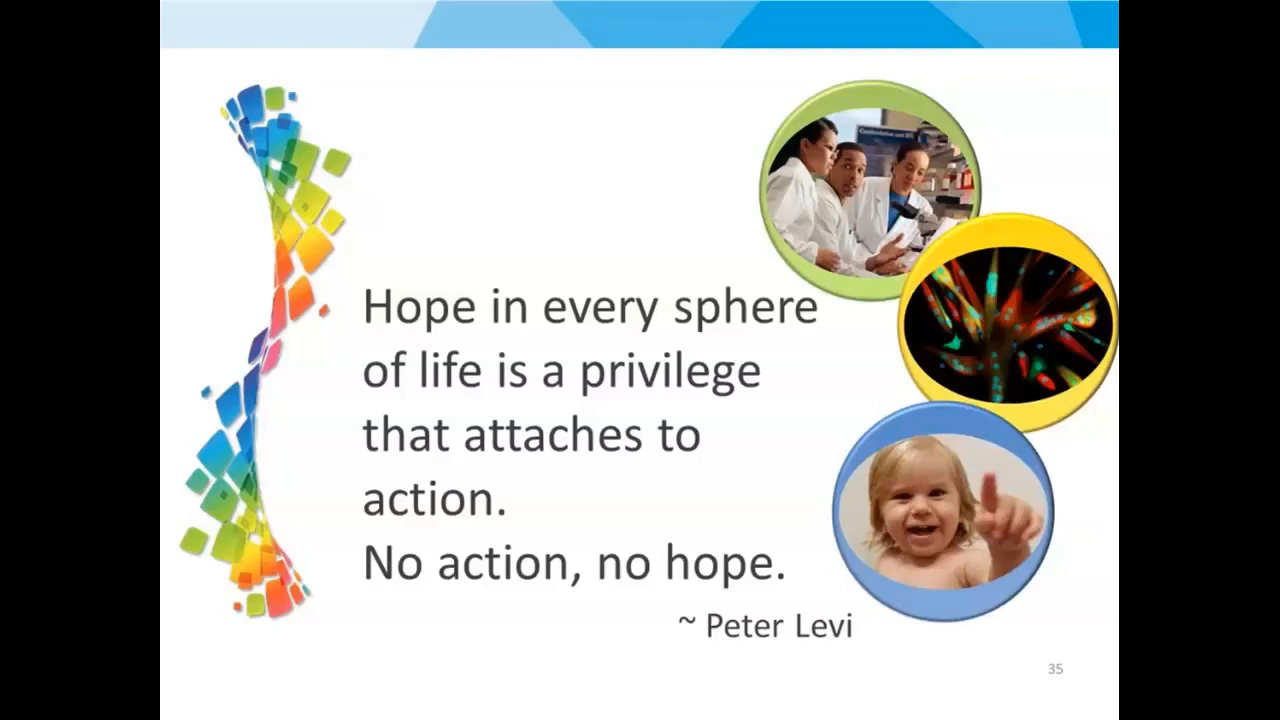 Hope in every sphere
of life is a privilege
that attaches to
action.
No action, no hope.
~ Peter Levi
35